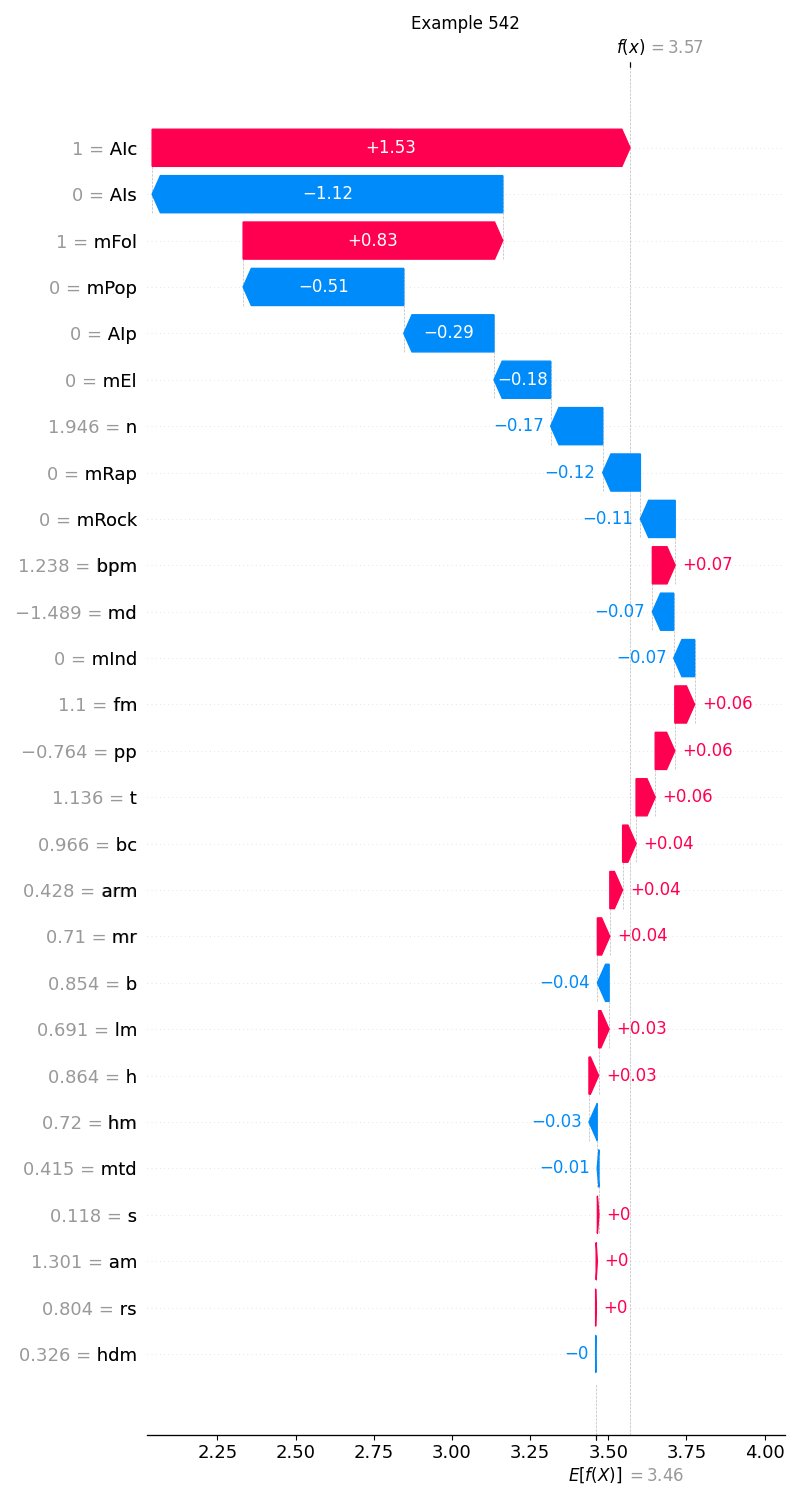 Example 542
f(x) = 3.57
1 = AIc +1.53
0 = AIs −1.12
1 = mFol +0.83
0 = mPop −0.51
0 = AIp −0.29
0 = mEl −0.18
1.946 = n −0.17
0 = mRap −0.12
0 = mRock −0.11
1.238 = bpm +0.07
−1.489 = md −0.07
0 = mInd −0.07
1.1 = fm +0.06
−0.764 = pp +0.06
1.136 = t +0.06
0.966 = bc +0.04
0.428 = arm +0.04
0.71 = mr +0.04
0.854 = b −0.04
0.691 = lm +0.03
0.864 = h +0.03
0.72 = hm −0.03
0.415 = mtd −0.01
0.118 = s +0
1.301 = am +0
0.804 = rs +0
0.326 = hdm −0
2.25 2.50 2.75 3.00 3.25 3.50 3.75 4.00
E[f(X)] = 3.46